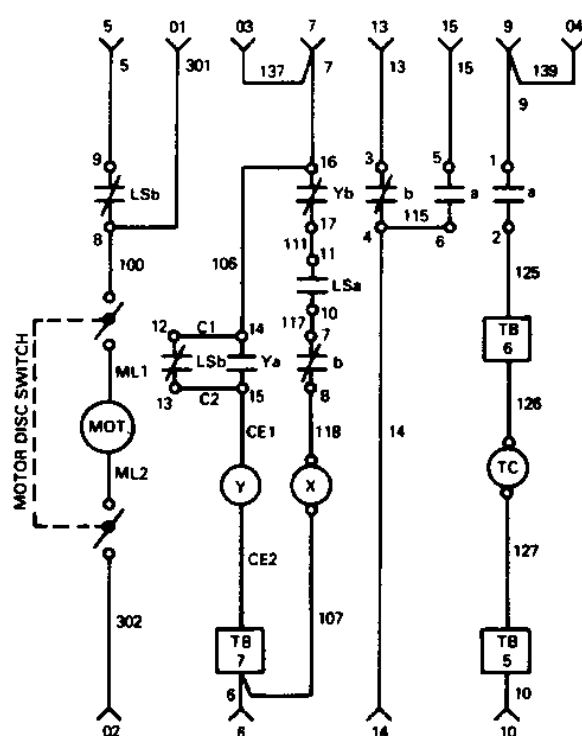 5 01 03 7 13 15 9 04
5 301 137 7 13 15 139
9
9 LSb 16 3 5 1
Yb b a a
8 17 4 115 6 2
100 106 111 11 125
LSa
12 C1 14 117 10 TB 6
7
LSb Ya b
13 C2 15 8 126
MOTOR DISC SWITCH
ML1 CE1 118 14
MOT Y X TC
ML2
CE2 127
302 107
TB 7 TB 5
6 10
02 6 14 10